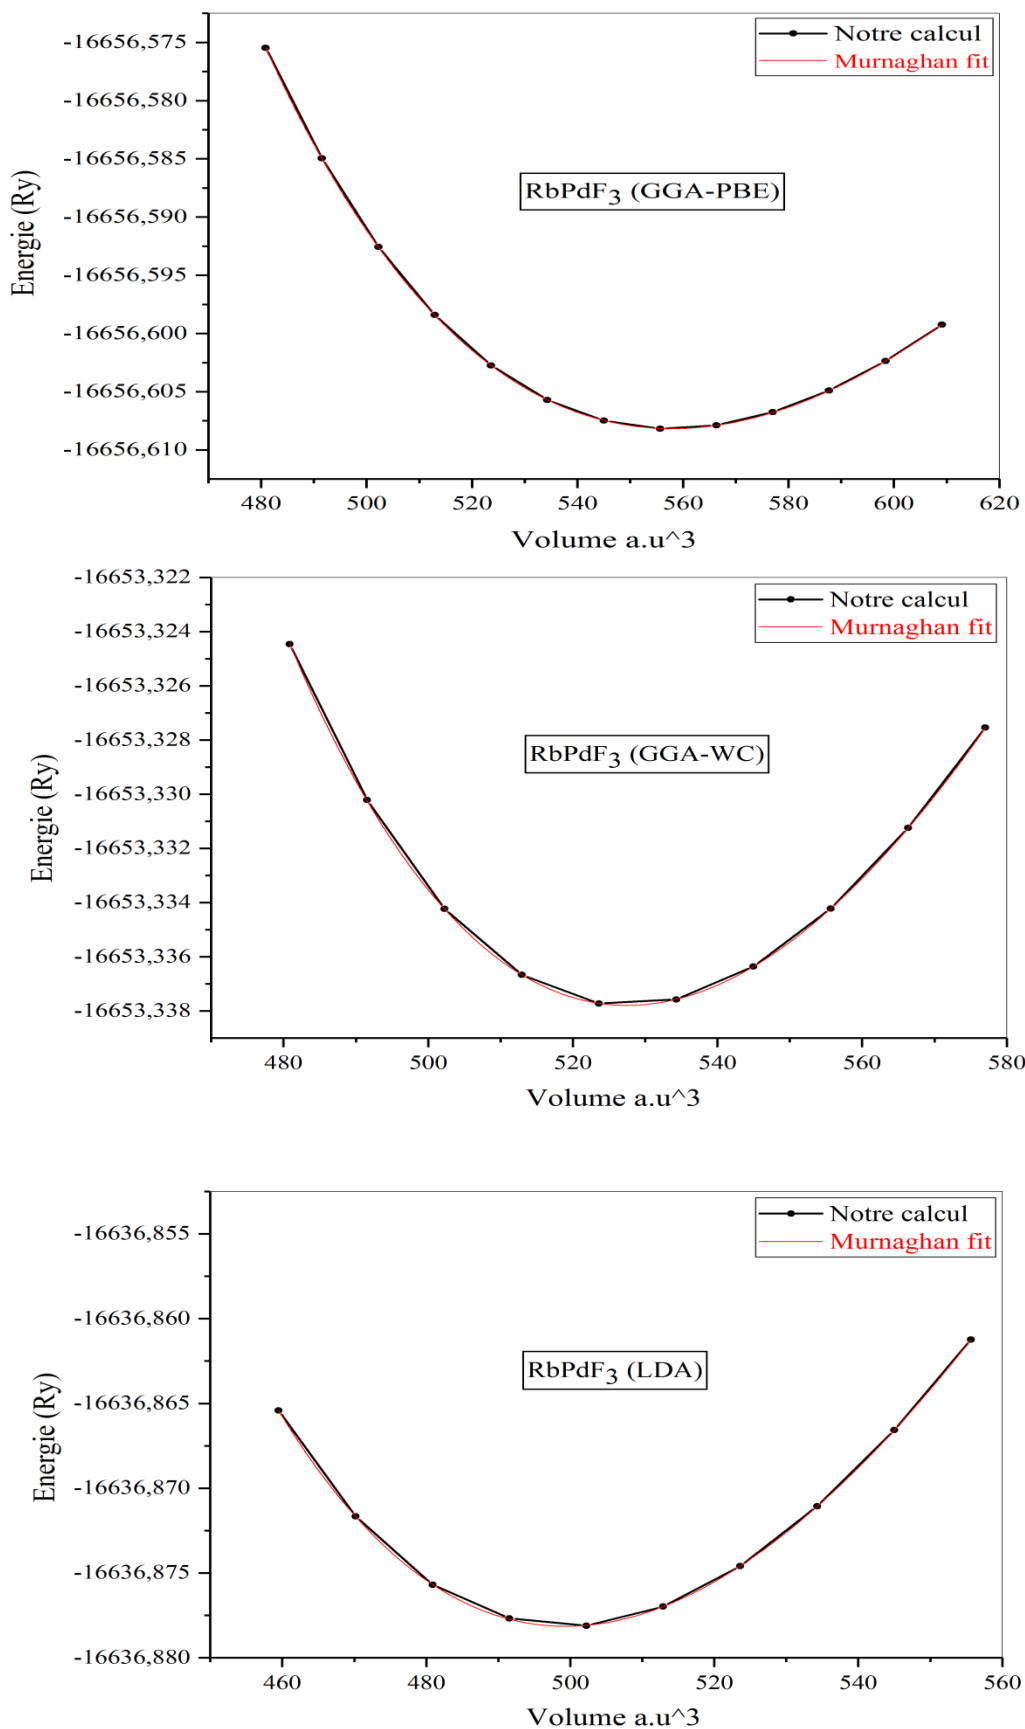 -16656,575
-16656,580
-16656,585
-16656,590
-16656,595
-16656,600
-16656,605
-16656,610
Energie (Ry)
Notre calcul
Murnaghan fit
RbPdF3 (GGA-PBE)
480 500 520 540 560 580 600 620
Volume a.u^3
-16653,322
-16653,324
-16653,326
-16653,328
-16653,330
-16653,332
-16653,334
-16653,336
-16653,338
Energie (Ry)
Notre calcul
Murnaghan fit
RbPdF3 (GGA-WC)
480 500 520 540 560 580
Volume a.u^3
-16636,855
-16636,860
-16636,865
-16636,870
-16636,875
-16636,880
Energie (Ry)
Notre calcul
Murnaghan fit
RbPdF3 (LDA)
460 480 500 520 540 560
Volume a.u^3